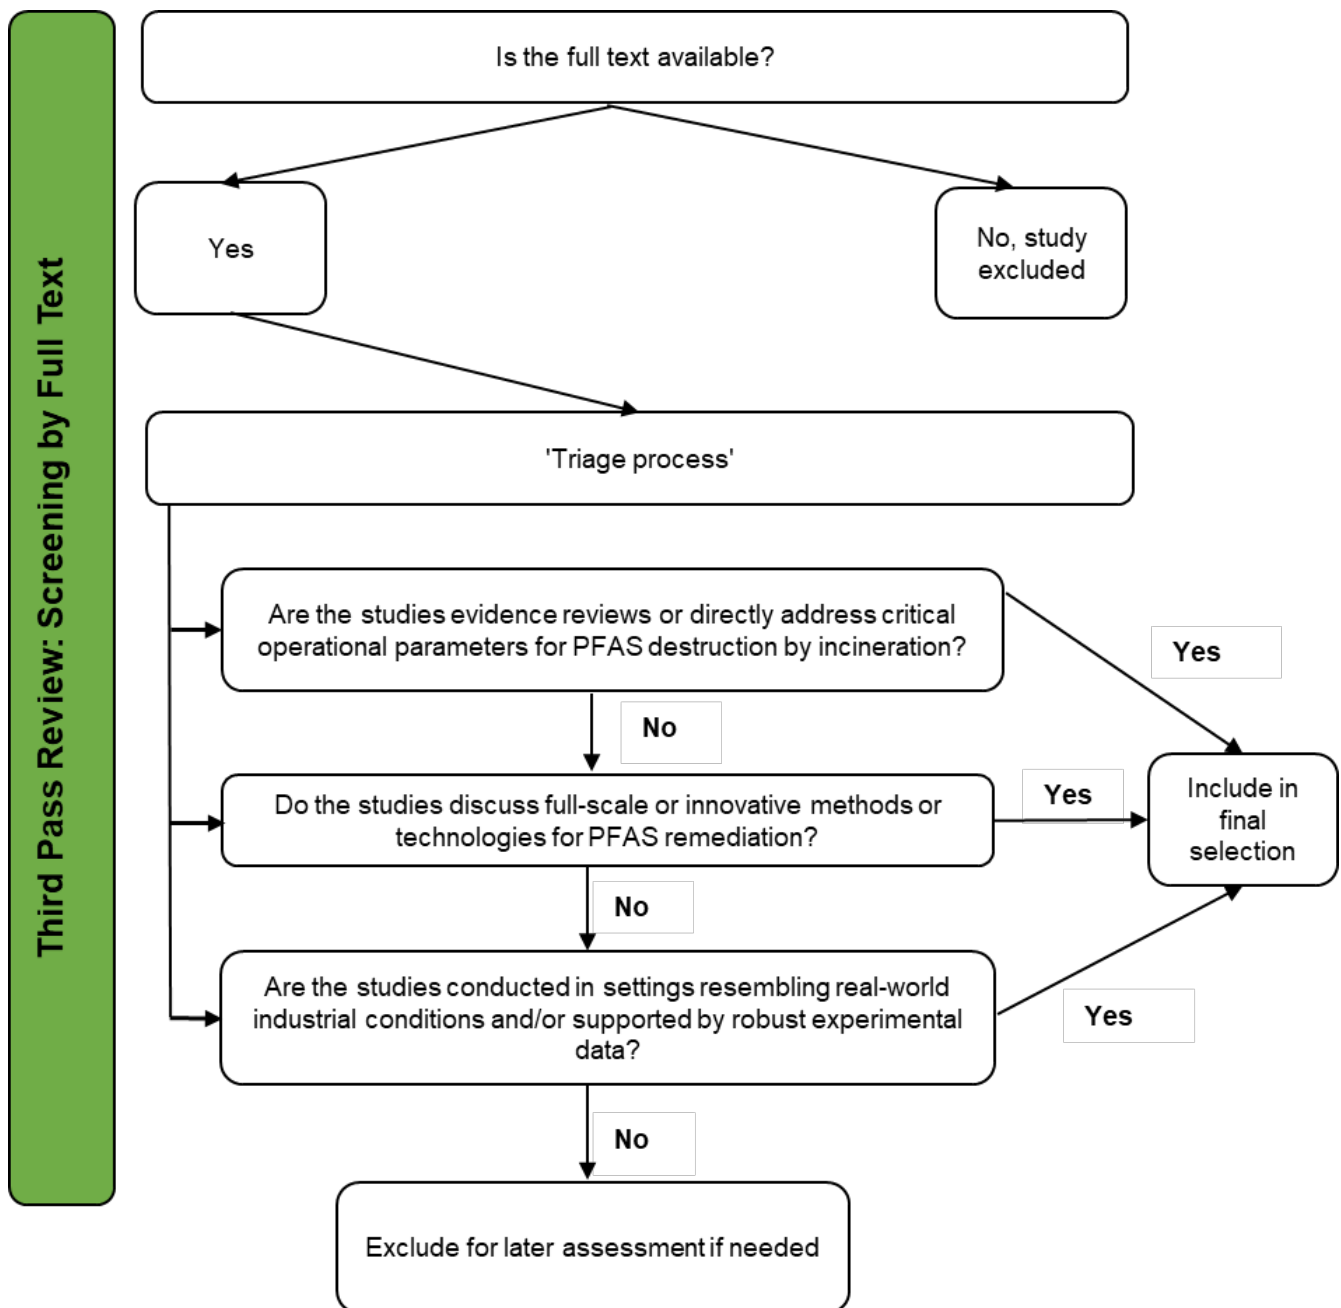 Third Pass Review: Screening by Full Text
Is the full text available?
Yes
No, study
excluded
'Triage process'
Are the studies evidence reviews or directly address critical
operational parameters for PFAS destruction by incineration?
Yes
No
Do the studies discuss full-scale or innovative methods or
technologies for PFAS remediation?
Yes
Include in
final
selection
No
Are the studies conducted in settings resembling real-world
industrial conditions and/or supported by robust experimental
data?
Yes
No
Exclude for later assessment if needed